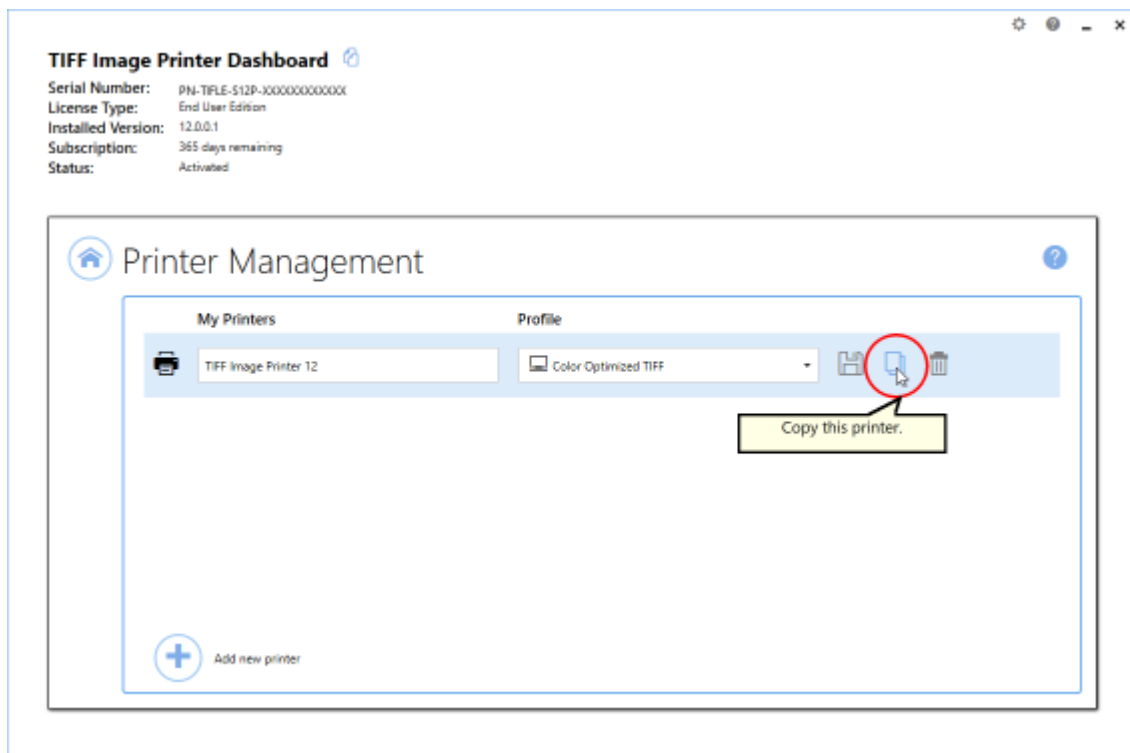 TIFF Image Printer Dashboard
Serial Number: PN-TIFLE-S12P-XXXXXXXXXXXXX
License Type: End User Edition
Installed Version: 12.0.0.1
Subscription: 365 days remaining
Status: Activated
Printer Management
My Printers Profile
TIFF Image Printer 12 Color Optimized TIFF
Copy this printer.
Add new printer